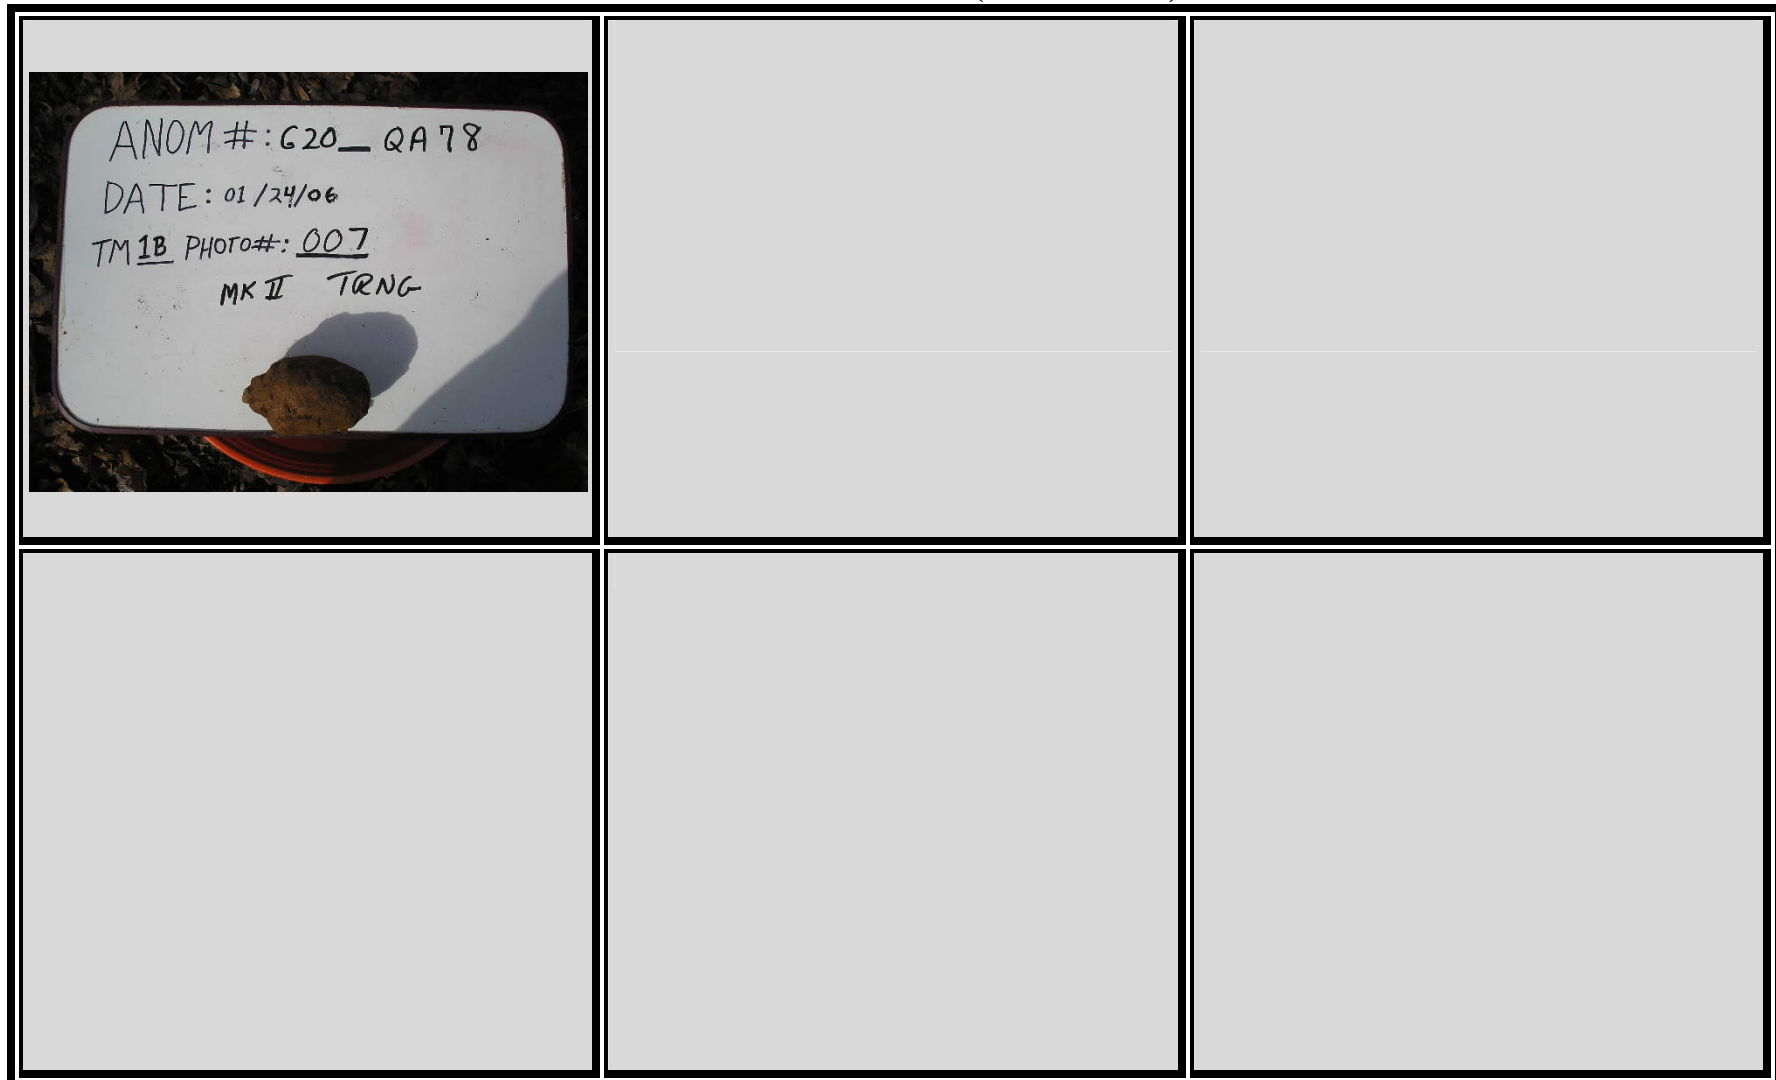 ANOM #: G20_ QA78
DATE: 01/24/06
TM 1B PHOTO#: 007
MK II TRNG